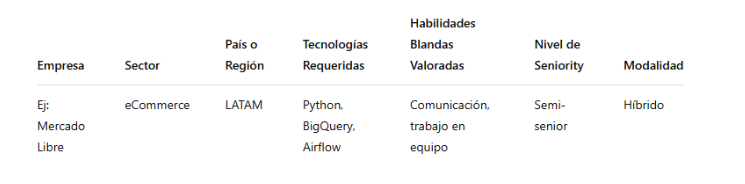 Habilidades
País o Tecnologías Blandas Nivel de
Empresa Sector Región Requeridas Valoradas Seniority Modalidad
Ej: eCommerce LATAM Python, Comunicación, Semi- Híbrido
Mercado BigQuery, trabajo en senior
Libre Airflow equipo